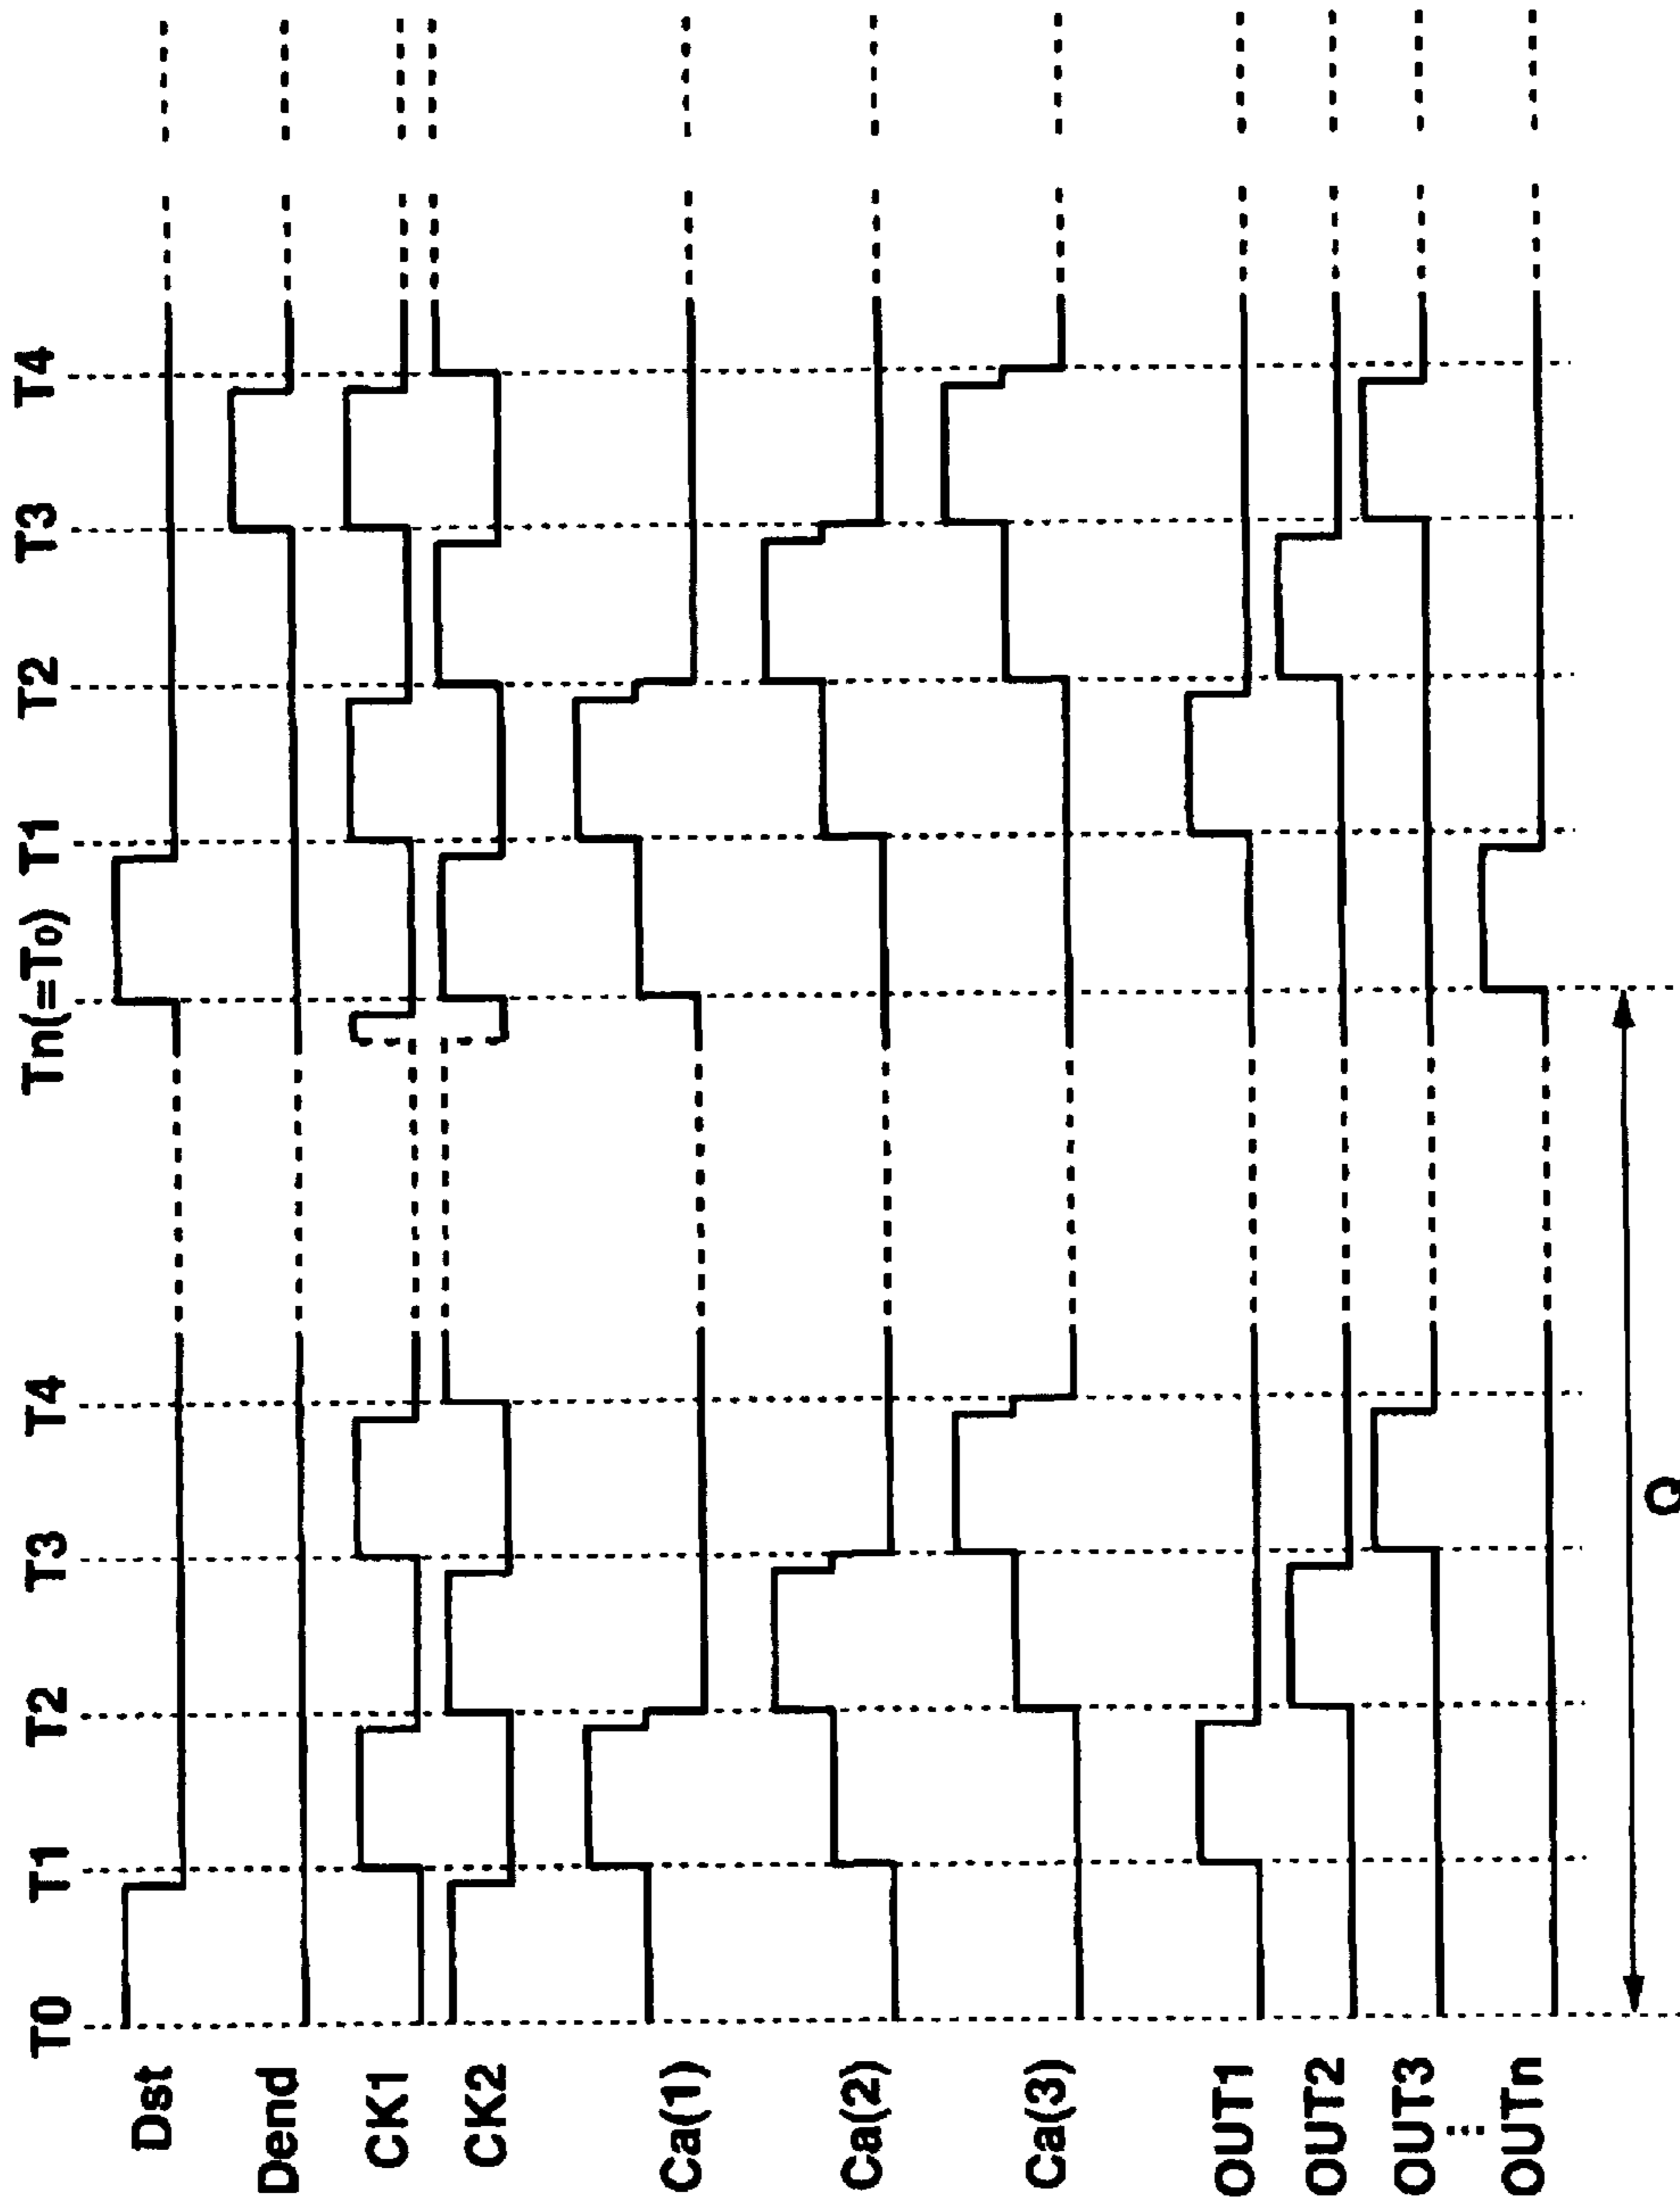 T0 T1 T2 T3 T4 Tn(=T0) T1 T2 T3 T4
Dst
Dend
CK1
CK2
Ca(1)
Ca(2)
Ca(3)
OUT1
OUT2
OUT3
⋮
OUTn
Q